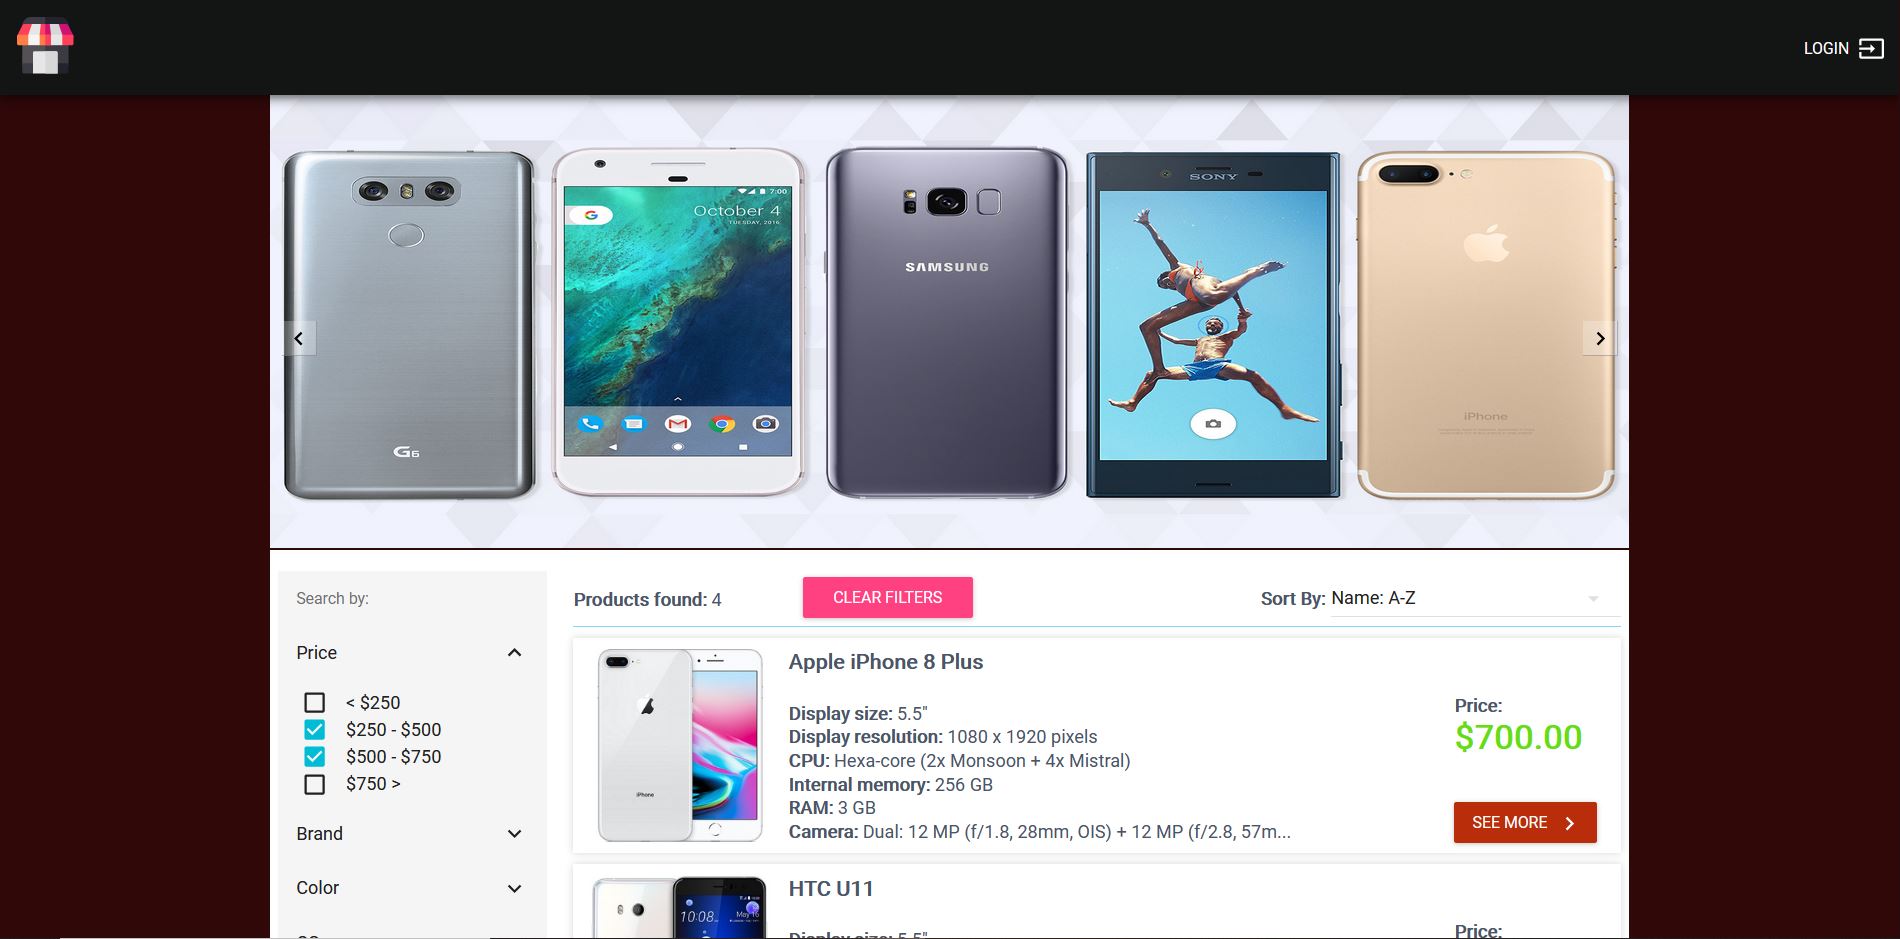 LOGIN
7:00
October 4
TUESDAY, 2016
G
SAMSUNG
SONY
iPhone
G6
Search by:
Price
< $250
$250 - $500
$500 - $750
$750 >
Brand
Color
Products found: 4
CLEAR FILTERS
Sort By: Name: A-Z
Apple iPhone 8 Plus
Display size: 5.5"
Display resolution: 1080 x 1920 pixels
CPU: Hexa-core (2x Monsoon + 4x Mistral)
Internal memory: 256 GB
RAM: 3 GB
Camera: Dual: 12 MP (f/1.8, 28mm, OIS) + 12 MP (f/2.8, 57m...
Price:
$700.00
SEE MORE
iPhone
HTC U11
10:08
Display size: 5.5"
Price: